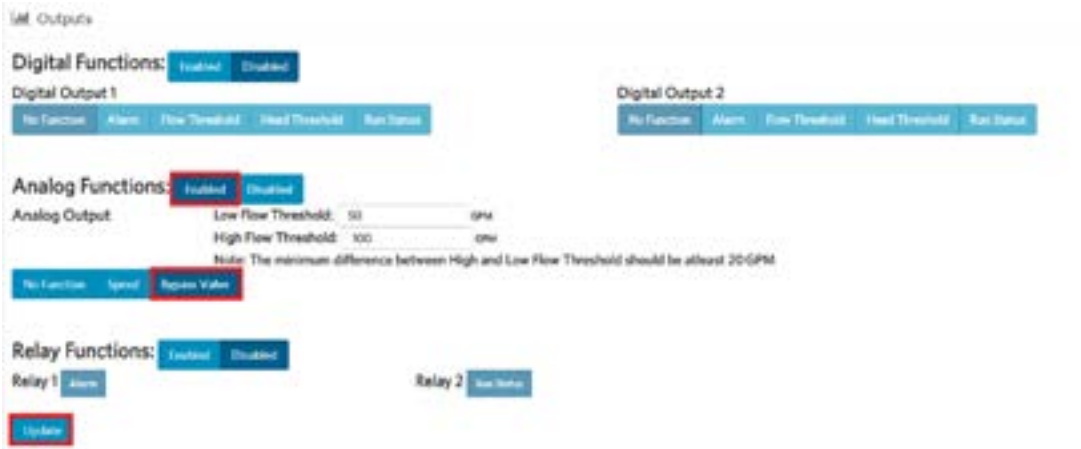 Outputs
Digital Functions: Enabled Disabled
Digital Output 1
No Function Alarm Flow Threshold Head Threshold Run Status
Digital Output 2
No Function Alarm Flow Threshold Head Threshold Run Status
Analog Functions: Enabled Disabled
Analog Output
Low Flow Threshold: 50 GPM
High Flow Threshold: 100 GPM
Note: The minimum difference between High and Low Flow Threshold should be atleast 20 GPM
No Function Speed Bypass Valve
Relay Functions: Enabled Disabled
Relay 1 Alarm
Relay 2 Run Status
Update